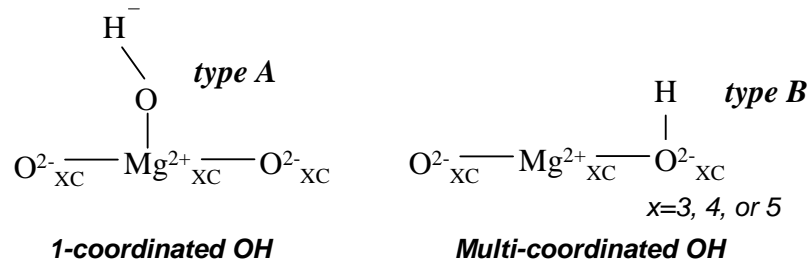 H⁻
type A
O
O²⁻XC Mg²⁺XC O²⁻XC
1-coordinated OH
H
type B
O²⁻XC Mg²⁺XC O²⁻XC
x=3, 4, or 5
Multi-coordinated OH